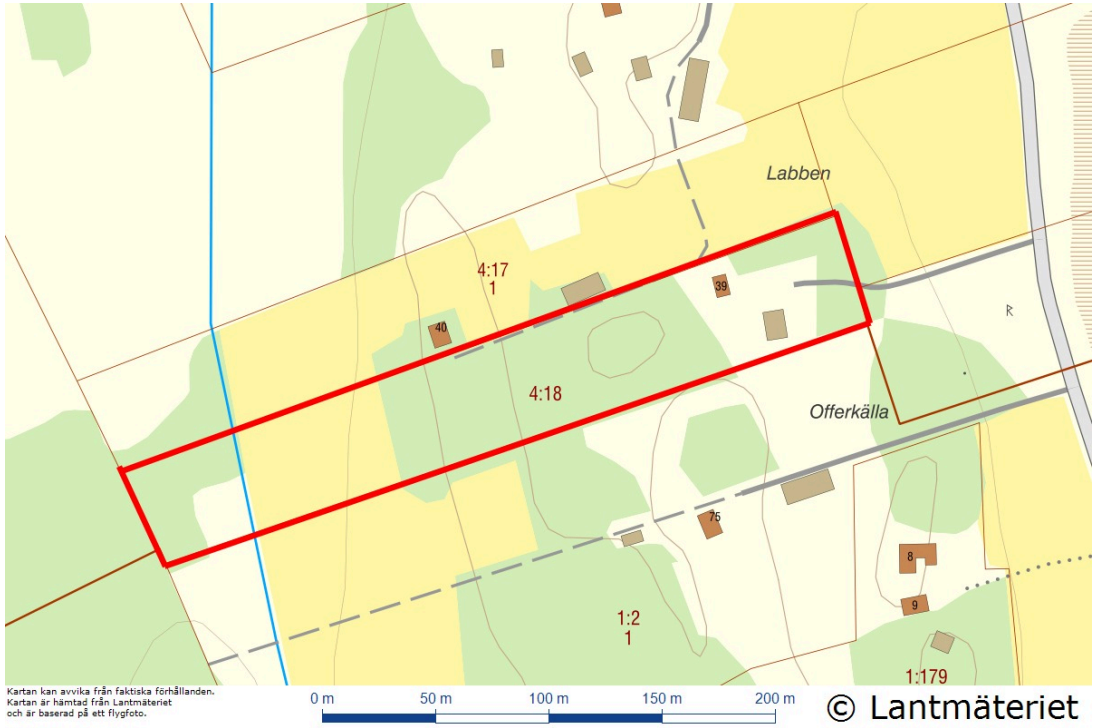 Labben
4:17
1
39
40
4:18
Offerkälla
ᚱ
75
8
9
1:2
1
1:179
Kartan kan avvika från faktiska förhållanden.
Kartan är hämtad från Lantmäteriet
och är baserad på ett flygfoto.
0 m 50 m 100 m 150 m 200 m
© Lantmäteriet